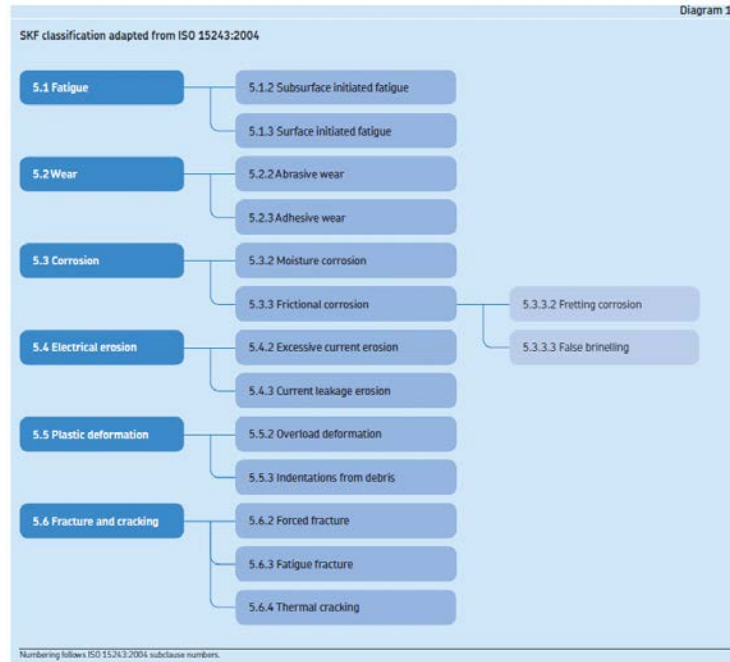 Diagram 1
SKF classification adapted from ISO 15243:2004
5.1 Fatigue
5.1.2 Subsurface initiated fatigue
5.1.3 Surface initiated fatigue
5.2 Wear
5.2.2 Abrasive wear
5.2.3 Adhesive wear
5.3 Corrosion
5.3.2 Moisture corrosion
5.3.3 Frictional corrosion
5.3.3.2 Fretting corrosion
5.3.3.3 False brinelling
5.4 Electrical erosion
5.4.2 Excessive current erosion
5.4.3 Current leakage erosion
5.5 Plastic deformation
5.5.2 Overload deformation
5.5.3 Indentations from debris
5.6 Fracture and cracking
5.6.2 Forced fracture
5.6.3 Fatigue fracture
5.6.4 Thermal cracking
Numbering follows ISO 15243:2004 subclause numbers.